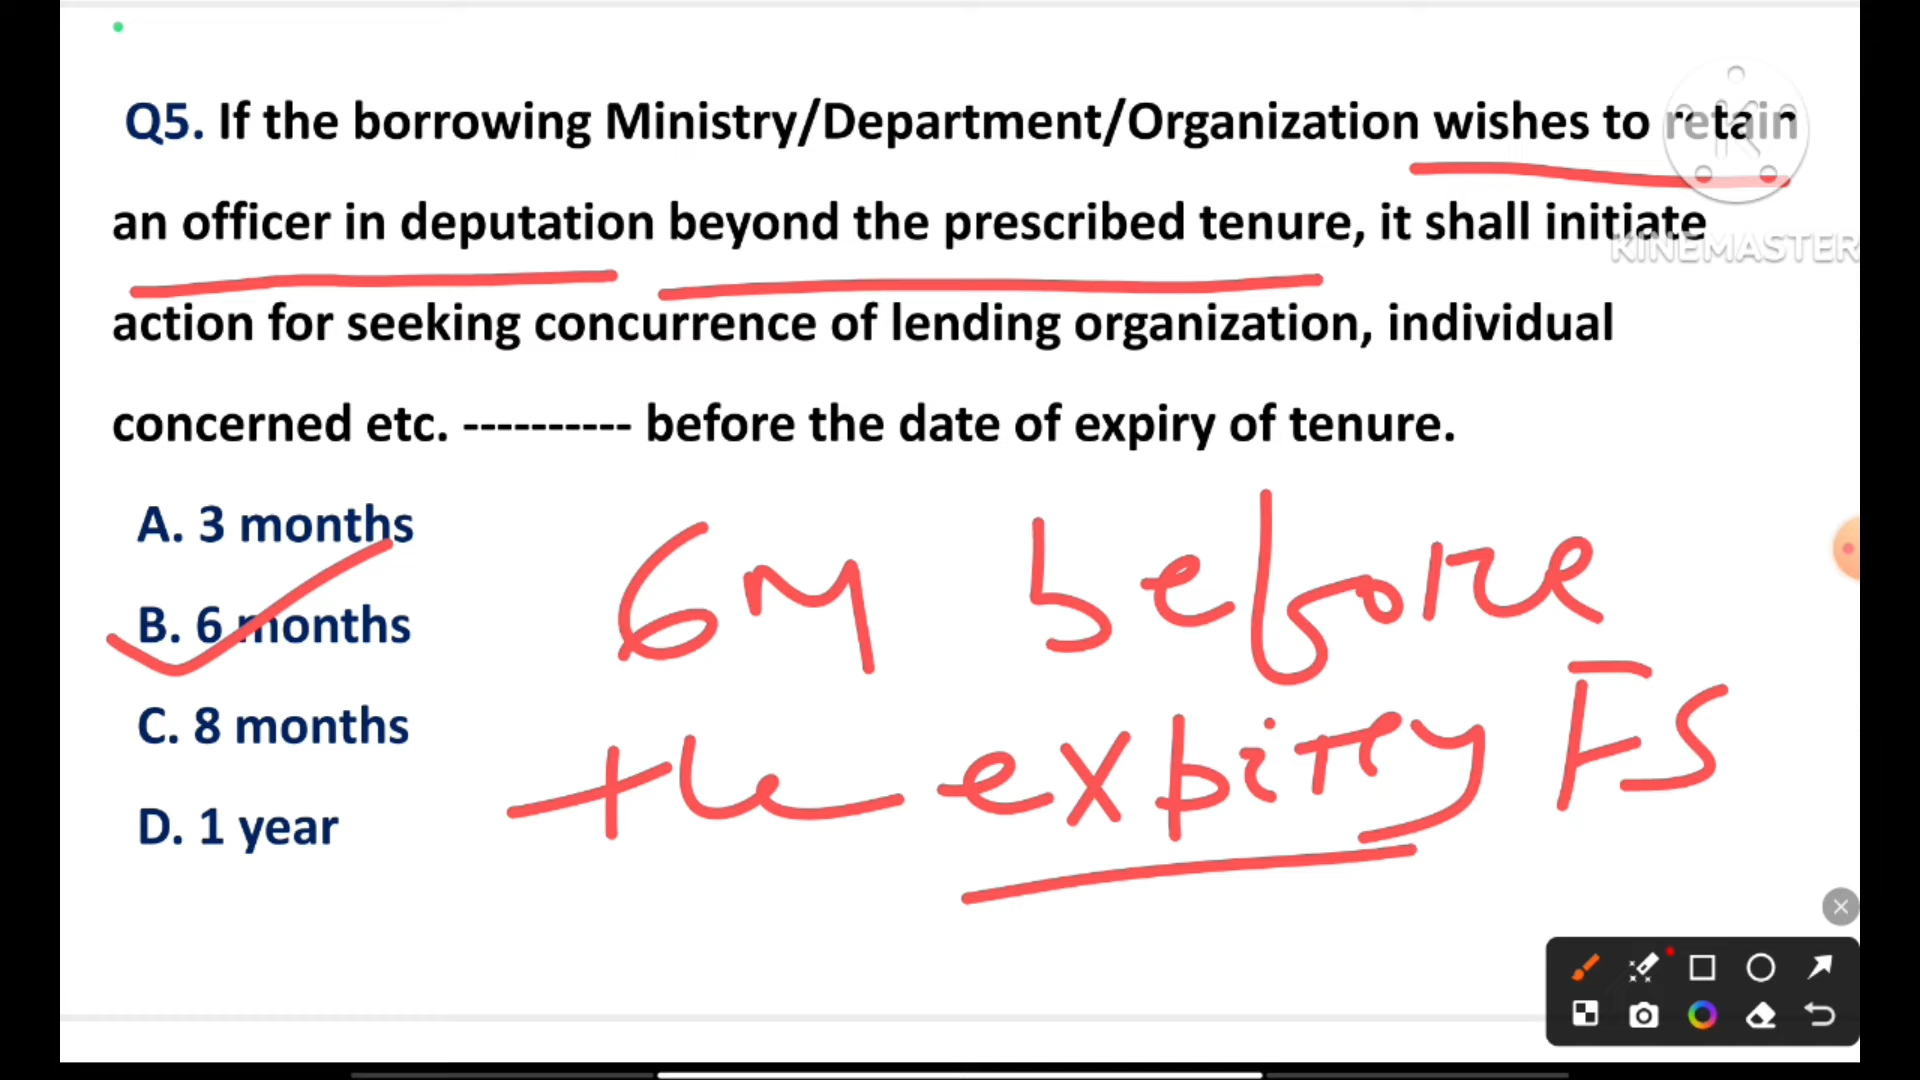 Q5. If the borrowing Ministry/Department/Organization wishes to retain
an officer in deputation beyond the prescribed tenure, it shall initiate
KINEMASTER
action for seeking concurrence of lending organization, individual
concerned etc. ---------- before the date of expiry of tenure.
A. 3 months
B. 6 months
C. 8 months
D. 1 year
6M before
the expiry FS